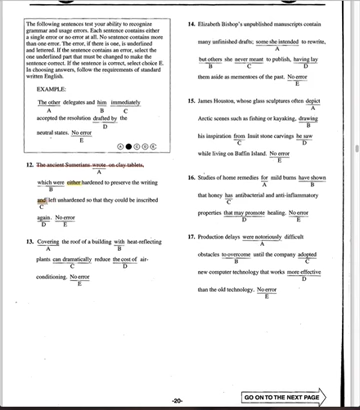 The following sentences test your ability to recognize
grammar and usage errors. Each sentence contains either
a single error or no error at all. No sentence contains more
than one error. The error, if there is one, is underlined
and lettered. If the sentence contains an error, select the
one underlined part that must be changed to make the
sentence correct. If the sentence is correct, select choice E.
In choosing answers, follow the requirements of standard
written English.
EXAMPLE:
The other delegates and him immediately
A B C
accepted the resolution drafted by the
D
neutral states. No error
E
A B C D E
12. The ancient Sumerians wrote on clay tablets,
A
which were either hardened to preserve the writing
B
and left unhardened so that they could be inscribed
C
again. No error
D E
13. Covering the roof of a building with heat-reflecting
A B
plants can dramatically reduce the cost of air-
C D
conditioning. No error
E
14. Elizabeth Bishop's unpublished manuscripts contain
many unfinished drafts; some she intended to rewrite,
A
but others she never meant to publish, having lay
B C D
them aside as mementoes of the past. No error
E
15. James Houston, whose glass sculptures often depict
A
Arctic scenes such as fishing or kayaking, drawing
B
his inspiration from Inuit stone carvings he saw
C D
while living on Baffin Island. No error
E
16. Studies of home remedies for mild burns have shown
A B
that honey has antibacterial and anti-inflammatory
C
properties that may promote healing. No error
D E
17. Production delays were notoriously difficult
A
obstacles to overcome until the company adopted
B C
new computer technology that works more effective
D
than the old technology. No error
E
-20-
GO ON TO THE NEXT PAGE